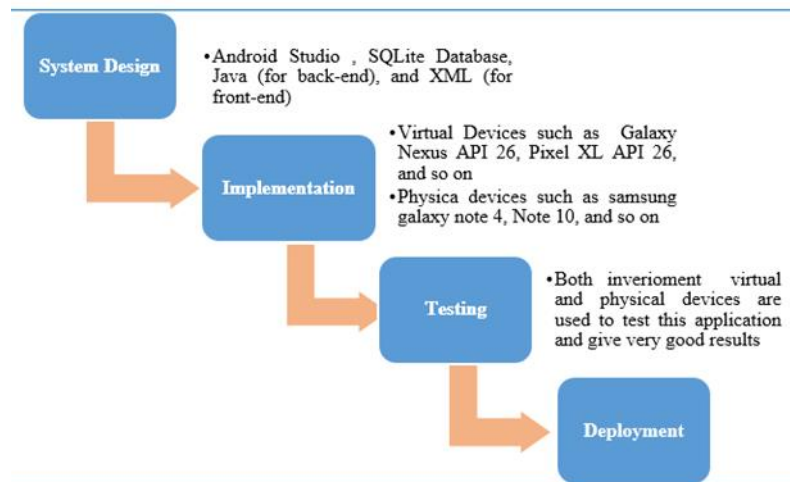 System Design
•Android Studio , SQLite Database,
Java (for back-end), and XML (for
front-end)
Implementation
•Virtual Devices such as Galaxy
Nexus API 26, Pixel XL API 26,
and so on
•Physica devices such as samsung
galaxy note 4, Note 10, and so on
Testing
•Both inverioment virtual
and physical devices are
used to test this application
and give very good results
Deployment